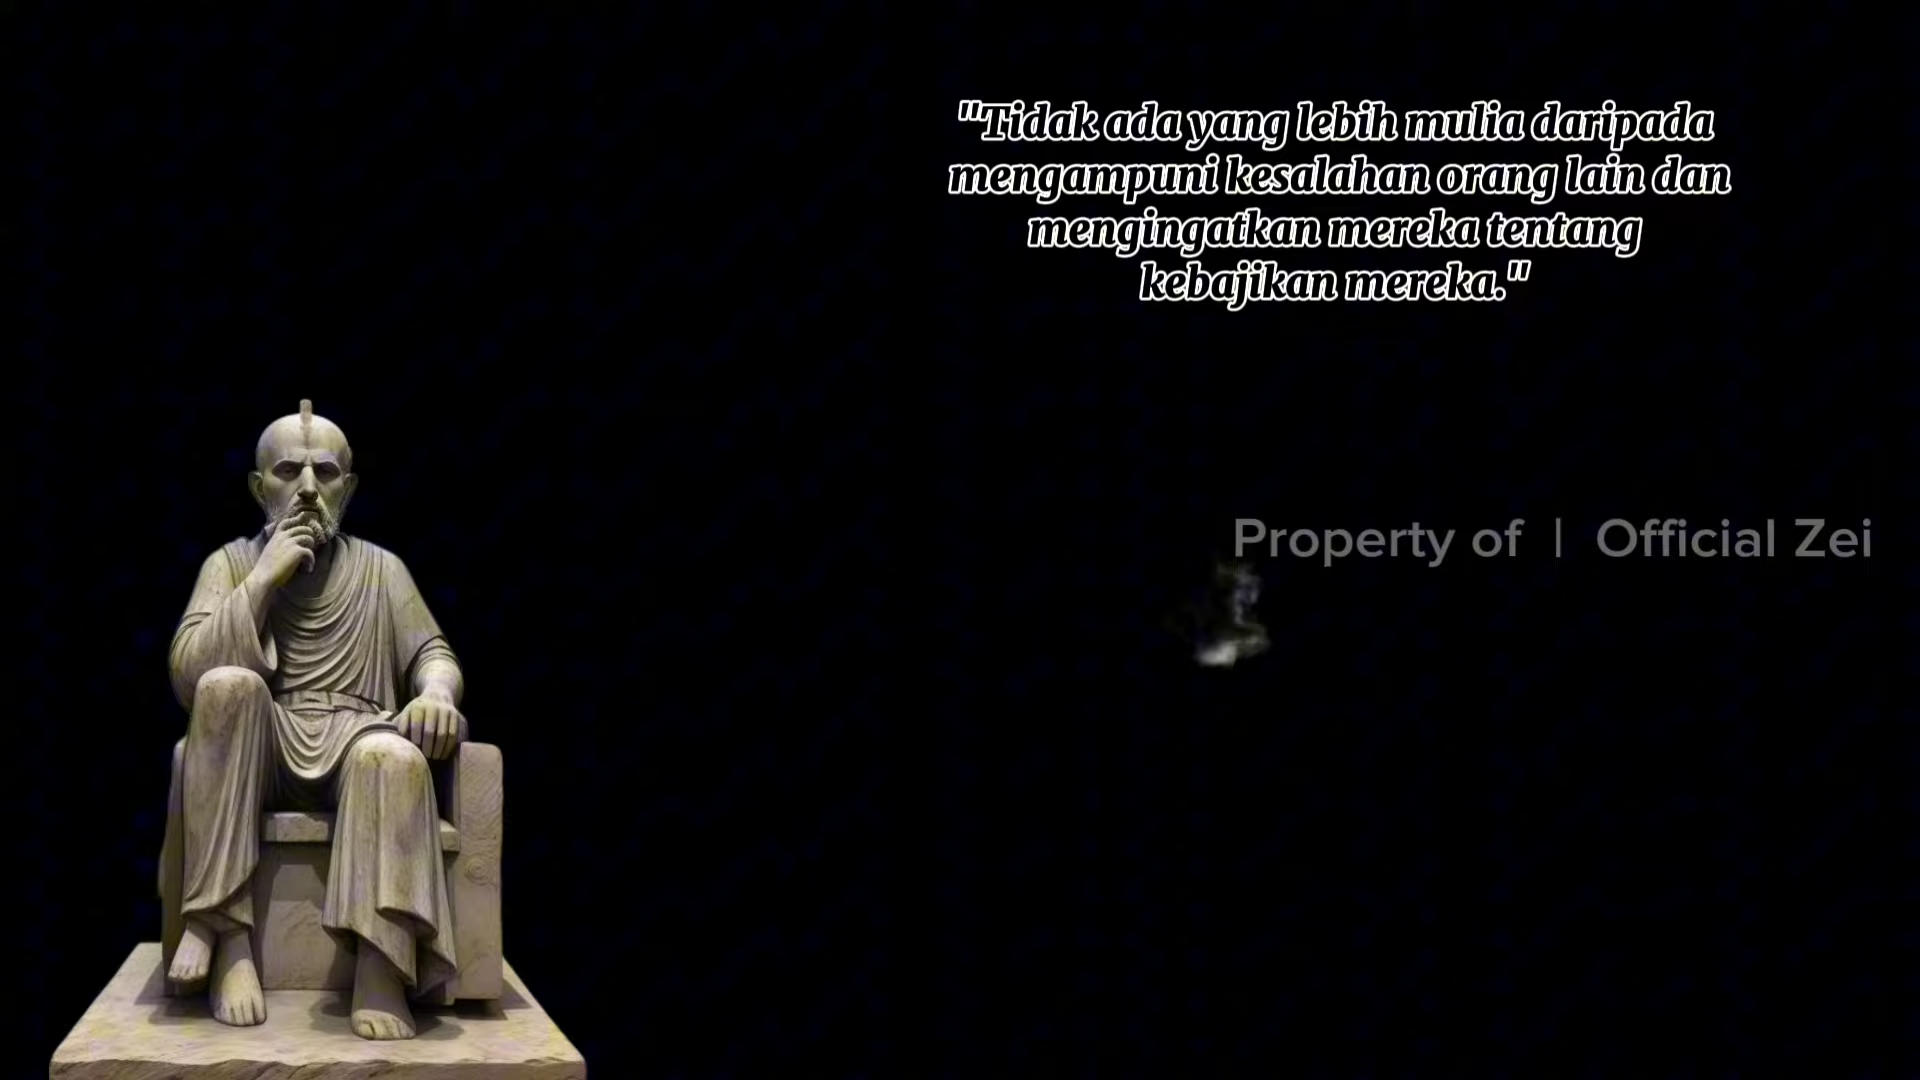 "Tidak ada yang lebih mulia daripada
mengampuni kesalahan orang lain dan
mengingatkan mereka tentang
kebajikan mereka."
Property of | Official Zei